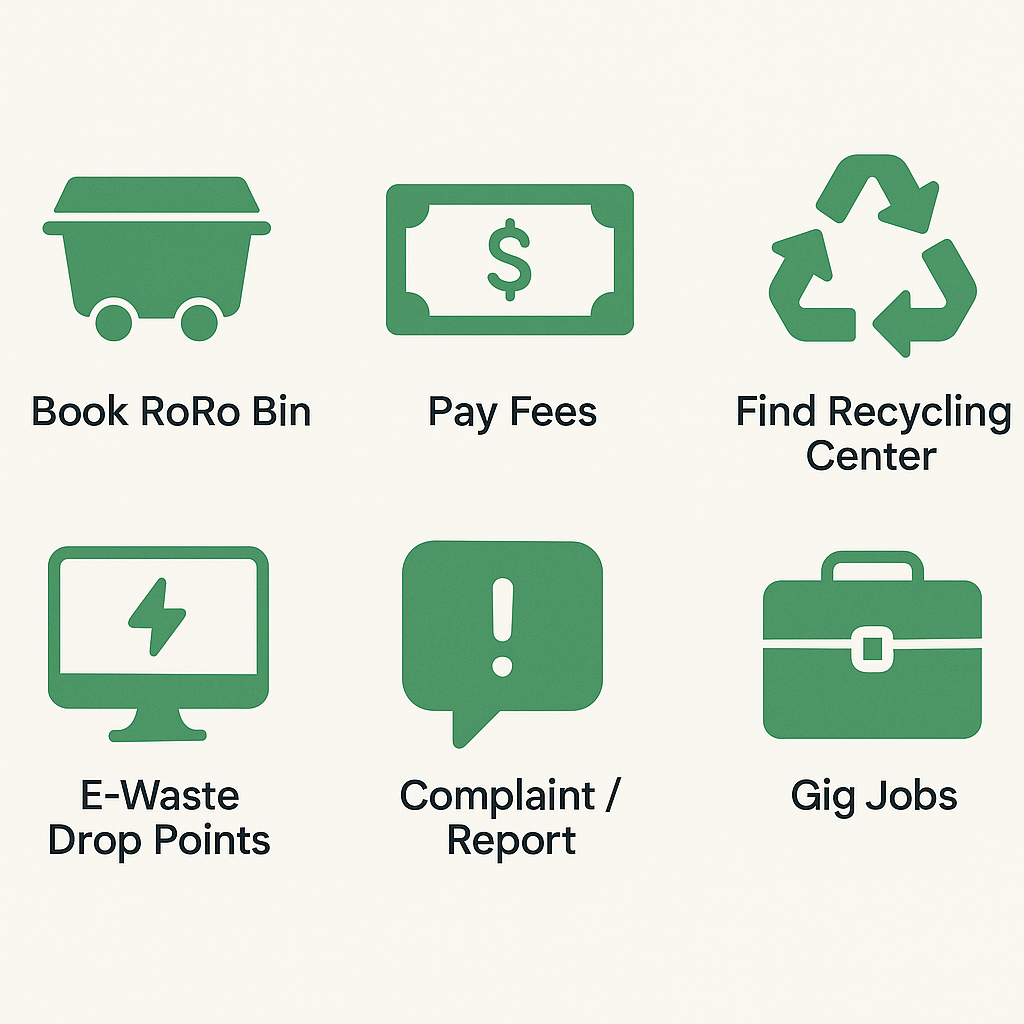 $
Book RoRo Bin
Pay Fees
Find Recycling
Center
!
E-Waste
Drop Points
Complaint /
Report
Gig Jobs